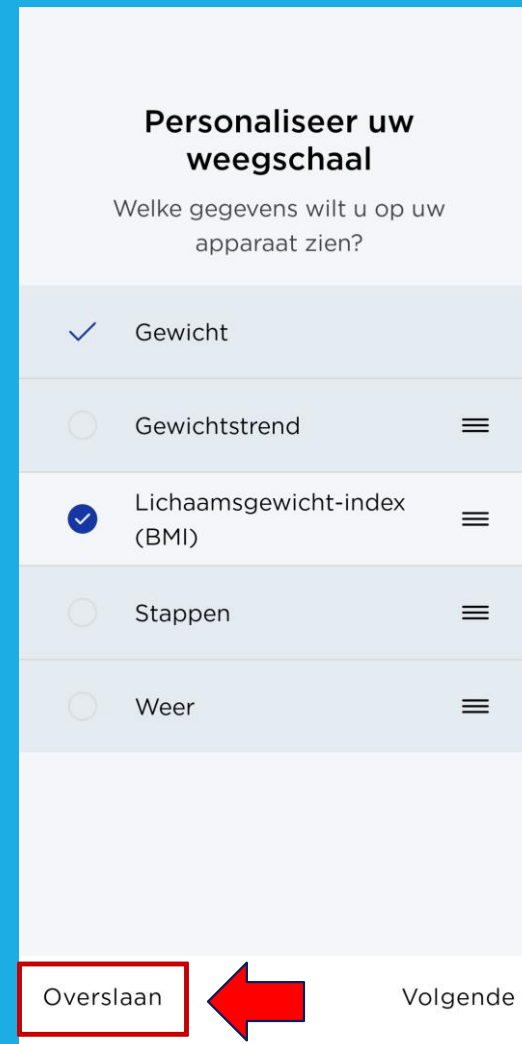 Personaliseer uw
weegschaal
Welke gegevens wilt u op uw
apparaat zien?
Gewicht
Gewichtstrend
Lichaamsgewicht-index
(BMI)
Stappen
Weer
Overslaan
Volgende